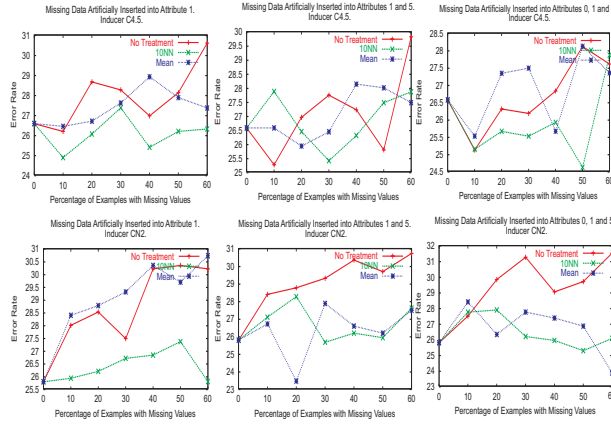 Missing Data Artificially Inserted into Attribute 1.
Inducer C4.5.
31
30
29
28
27
26
25
24
0 10 20 30 40 50 60
Error Rate
No Treatment
10NN
Mean
Percentage of Examples with Missing Values
Missing Data Artificially Inserted into Attributes 1 and 5.
Inducer C4.5.
30
29.5
29
28.5
28
27.5
27
26.5
26
25.5
25
0 10 20 30 40 50 60
Error Rate
No Treatment
10NN
Mean
Percentage of Examples with Missing Values
Missing Data Artificially Inserted into Attributes 0, 1 and
Inducer C4.5.
28.5
28
27.5
27
26.5
26
25.5
25
24.5
0 10 20 30 40 50 60
Error Rate
No Treatment
10NN
Mean
Percentage of Examples with Missing Values
Missing Data Artificially Inserted into Attribute 1.
Inducer CN2.
31
30.5
30
29.5
29
28.5
28
27.5
27
26.5
26
25.5
0 10 20 30 40 50 60
Error Rate
No Treatment
10NN
Mean
Percentage of Examples with Missing Values
Missing Data Artificially Inserted into Attributes 1 and 5.
Inducer CN2.
31
30
29
28
27
26
25
24
23
0 10 20 30 40 50 60
Error Rate
No Treatment
10NN
Mean
Percentage of Examples with Missing Values
Missing Data Artificially Inserted into Attributes 0, 1 and 5
Inducer CN2.
32
31
30
29
28
27
26
25
24
23
0 10 20 30 40 50 60
Error Rate
No Treatment
10NN
Mean
Percentage of Examples with Missing Values